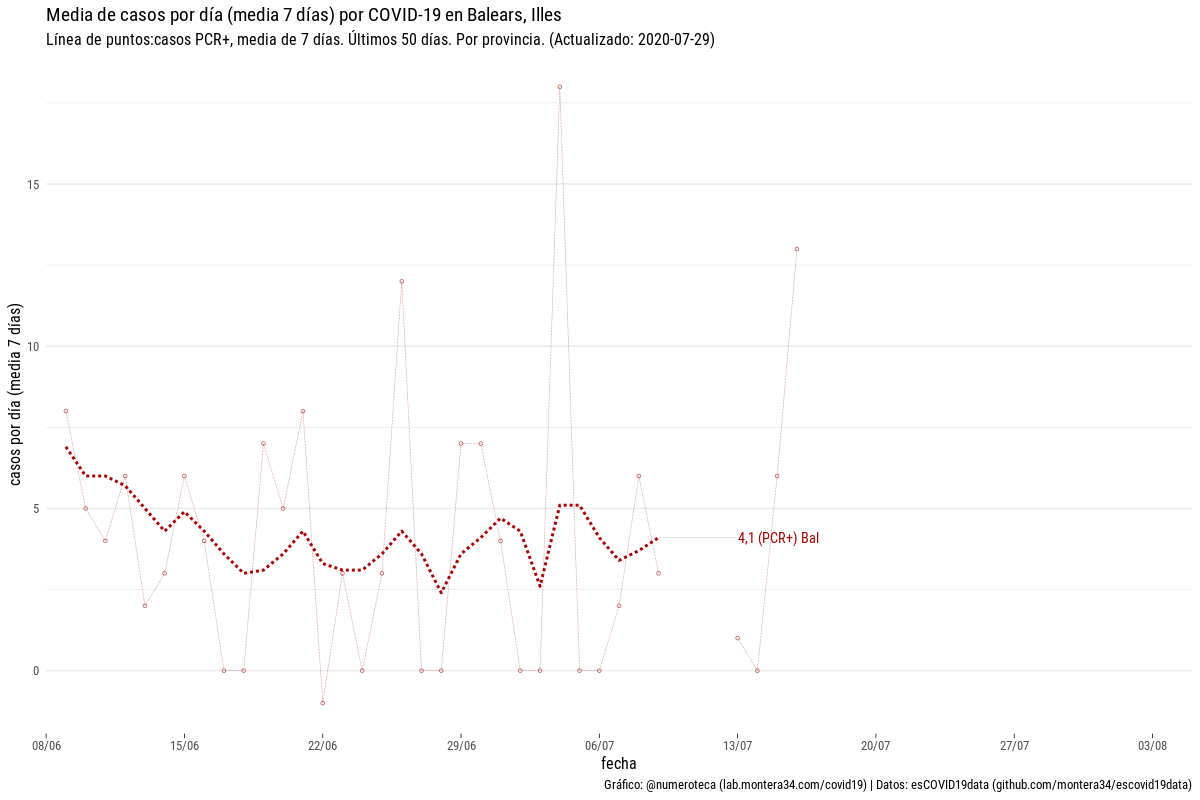 Media de casos por día (media 7 días) por COVID-19 en Balears, Illes
Línea de puntos:casos PCR+, media de 7 días. Últimos 50 días. Por provincia. (Actualizado: 2020-07-29)
casos por día (media 7 días)
15
10
5
0
4,1 (PCR+) Bal
08/06
15/06
22/06
29/06
06/07
13/07
20/07
27/07
03/08
fecha
Gráfico: @numeroteca (lab.montera34.com/covid19) | Datos: esCOVID19data (github.com/montera34/escovid19data)